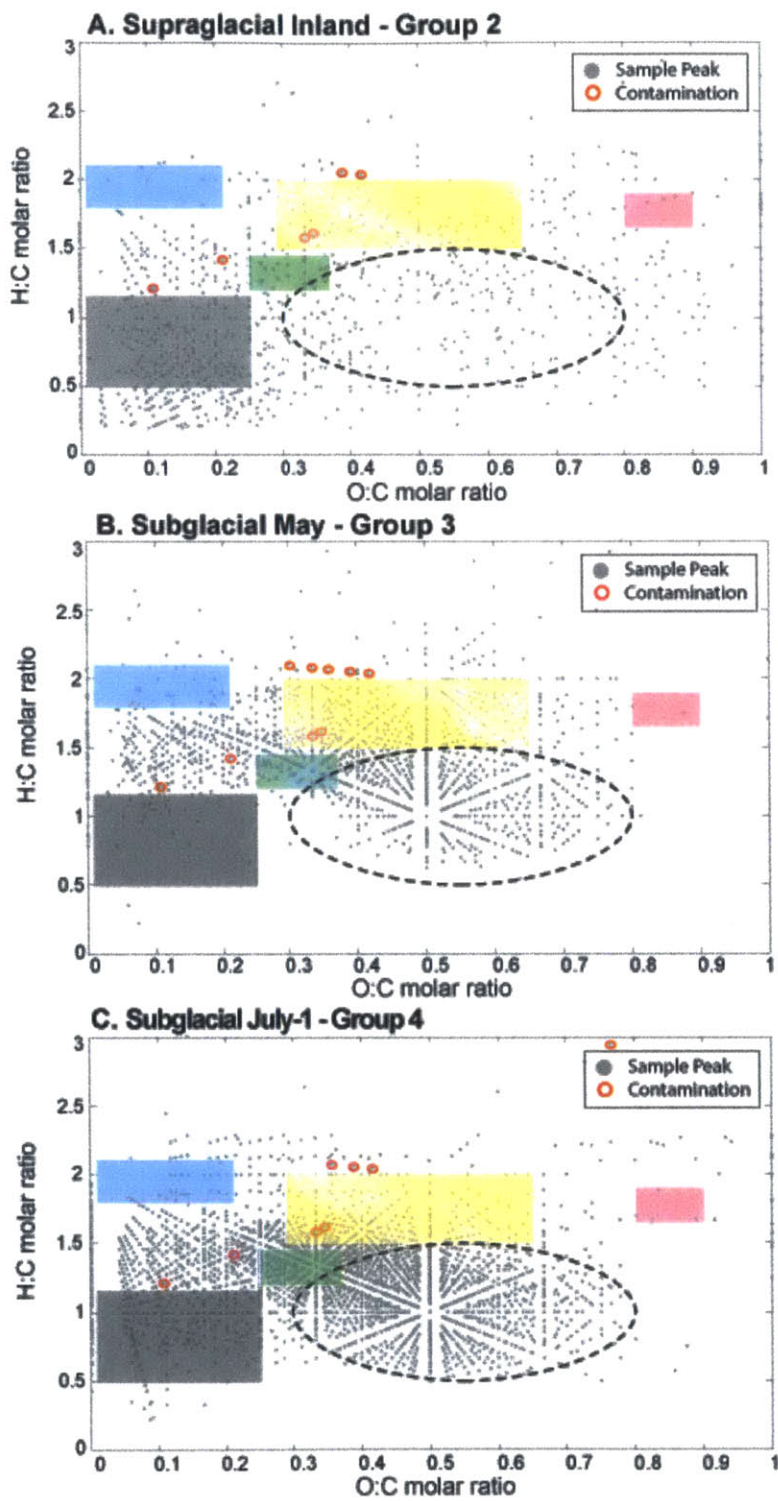 A. Supraglacial Inland - Group 2
3
2.5
2
1.5
1
0.5
0
H:C molar ratio
Sample Peak
Contamination
0 0.1 0.2 0.3 0.4 0.5 0.6 0.7 0.8 0.9 1
O:C molar ratio
B. Subglacial May - Group 3
3
2.5
2
1.5
1
0.5
0
H:C molar ratio
Sample Peak
Contamination
0 0.1 0.2 0.3 0.4 0.5 0.6 0.7 0.8 0.9 1
O:C molar ratio
C. Subglacial July-1 - Group 4
3
2.5
2
1.5
1
0.5
0
H:C molar ratio
Sample Peak
Contamination
0 0.1 0.2 0.3 0.4 0.5 0.6 0.7 0.8 0.9 1
O:C molar ratio